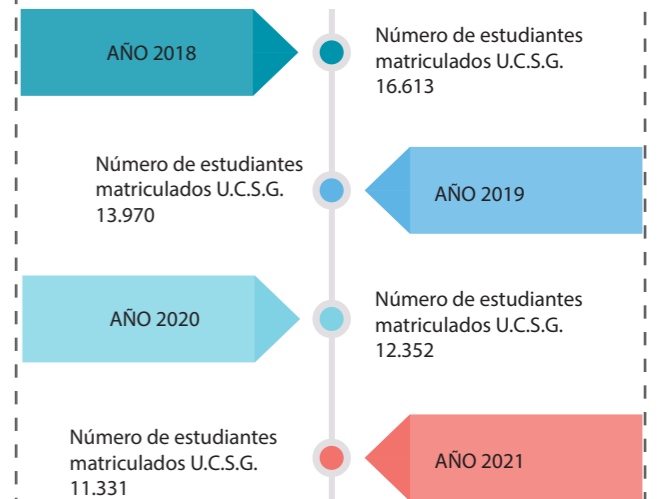 AÑO 2018
Número de estudiantes
matriculados U.C.S.G.
16.613
Número de estudiantes
matriculados U.C.S.G.
13.970
AÑO 2019
AÑO 2020
Número de estudiantes
matriculados U.C.S.G.
12.352
Número de estudiantes
matriculados U.C.S.G.
11.331
AÑO 2021